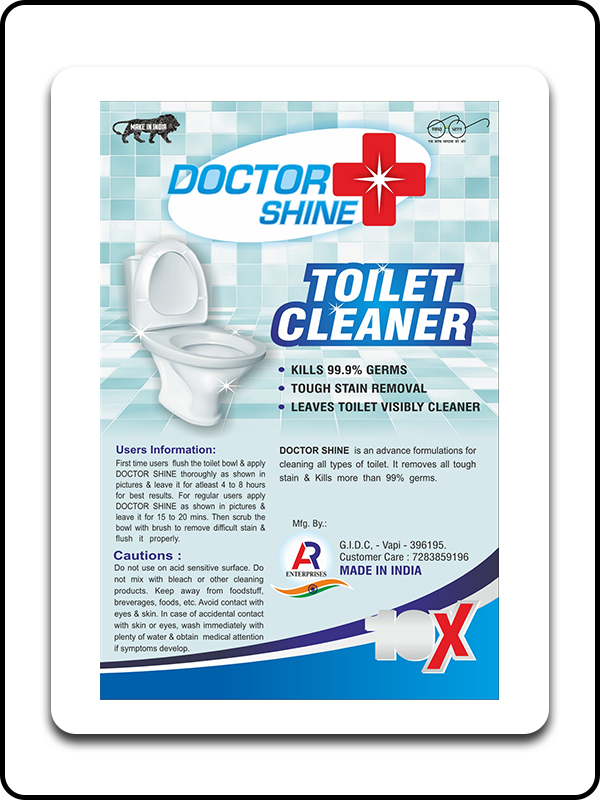 MAKE IN INDIA
स्वच्छ भारत
एक कदम स्वच्छता की ओर
DOCTOR
SHINE
TOILET
CLEANER
• KILLS 99.9% GERMS
• TOUGH STAIN REMOVAL
• LEAVES TOILET VISIBLY CLEANER
Users Information:
First time users flush the toilet bowl & apply
DOCTOR SHINE thoroughly as shown in
pictures & leave it for atleast 4 to 8 hours
for best results. For regular users apply
DOCTOR SHINE as shown in pictures &
leave it for 15 to 20 mins. Then scrub the
bowl with brush to remove difficult stain &
flush it properly.
Cautions :
Do not use on acid sensitive surface. Do
not mix with bleach or other cleaning
products. Keep away from foodstuff,
breverages, foods, etc. Avoid contact with
eyes & skin. In case of accidental contact
with skin or eyes, wash immediately with
plenty of water & obtain medical attention
if symptoms develop.
DOCTOR SHINE is an advance formulations for
cleaning all types of toilet. It removes all tough
stain & Kills more than 99% germs.
Mfg. By.:
AR
ENTERPRISES
G.I.D.C, - Vapi - 396195.
Customer Care : 7283859196
MADE IN INDIA
10X